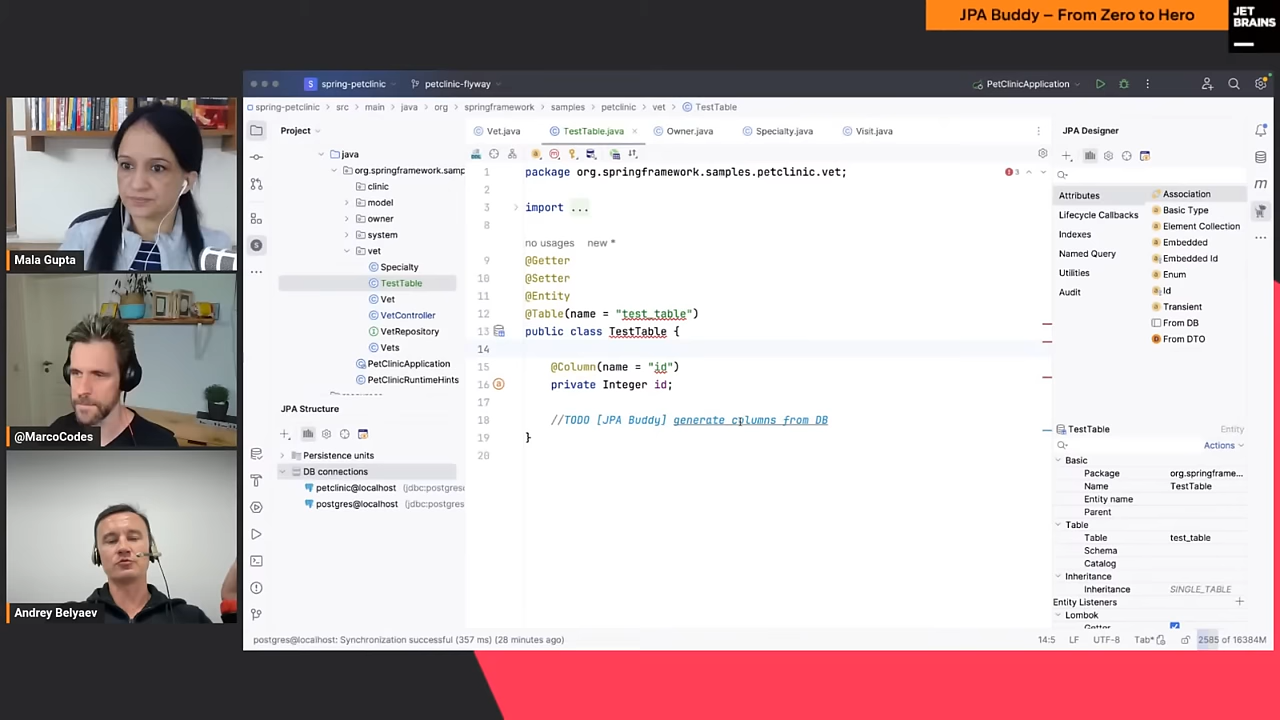 JPA Buddy – From Zero to Hero
JET
BRAINS
spring-petclinic
petclinic-flyway
PetClinicApplication
spring-petclinic › src › main › java › org › springframework › samples › petclinic › vet › TestTable
Project
Vet.java
TestTable.java
Owner.java
Specialty.java
Visit.java
JPA Designer
java
org.springframework.samp
clinic
model
owner
system
vet
Specialty
TestTable
Vet
VetController
VetRepository
Vets
PetClinicApplication
PetClinicRuntimeHints
JPA Structure
Persistence units
DB connections
petclinic@localhost (jdbc:postgres
postgres@localhost (jdbc:postgres
1 package org.springframework.samples.petclinic.vet;
2
3 import ...
8
no usages new *
9 @Getter
10 @Setter
11 @Entity
12 @Table(name = "test_table")
13 public class TestTable {
14
15 @Column(name = "id")
16 private Integer id;
17
18 //TODO [JPA Buddy] generate columns from DB
19 }
20
3
Attributes
Lifecycle Callbacks
Indexes
Named Query
Utilities
Audit
Association
Basic Type
Element Collection
Embedded
Embedded Id
Enum
Id
Transient
From DB
From DTO
TestTable Entity
Actions
Basic
Package org.springframe...
Name TestTable
Entity name
Parent
Table
Table test_table
Schema
Catalog
Inheritance
Inheritance SINGLE_TABLE
Entity Listeners
Lombok
Getter
postgres@localhost: Synchronization successful (357 ms) (28 minutes ago)
14:5 LF UTF-8 Tab* 2585 of 16384M
Mala Gupta
@MarcoCodes
Andrey Belyaev